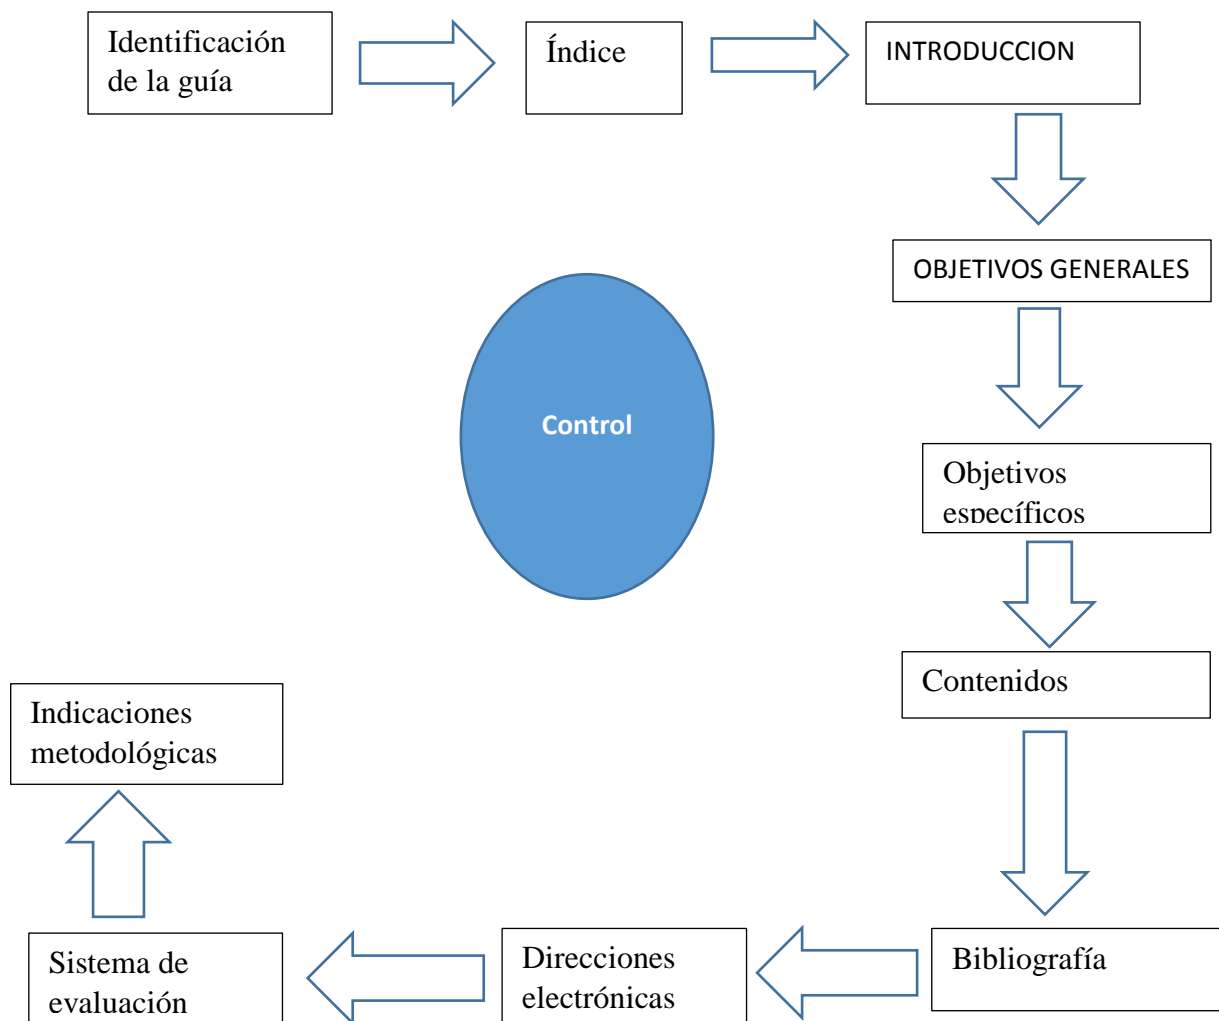 Identificación
de la guía
Índice
INTRODUCCION
OBJETIVOS GENERALES
Control
Objetivos
específicos
Contenidos
Indicaciones
metodológicas
Bibliografía
Direcciones
electrónicas
Sistema de
evaluación